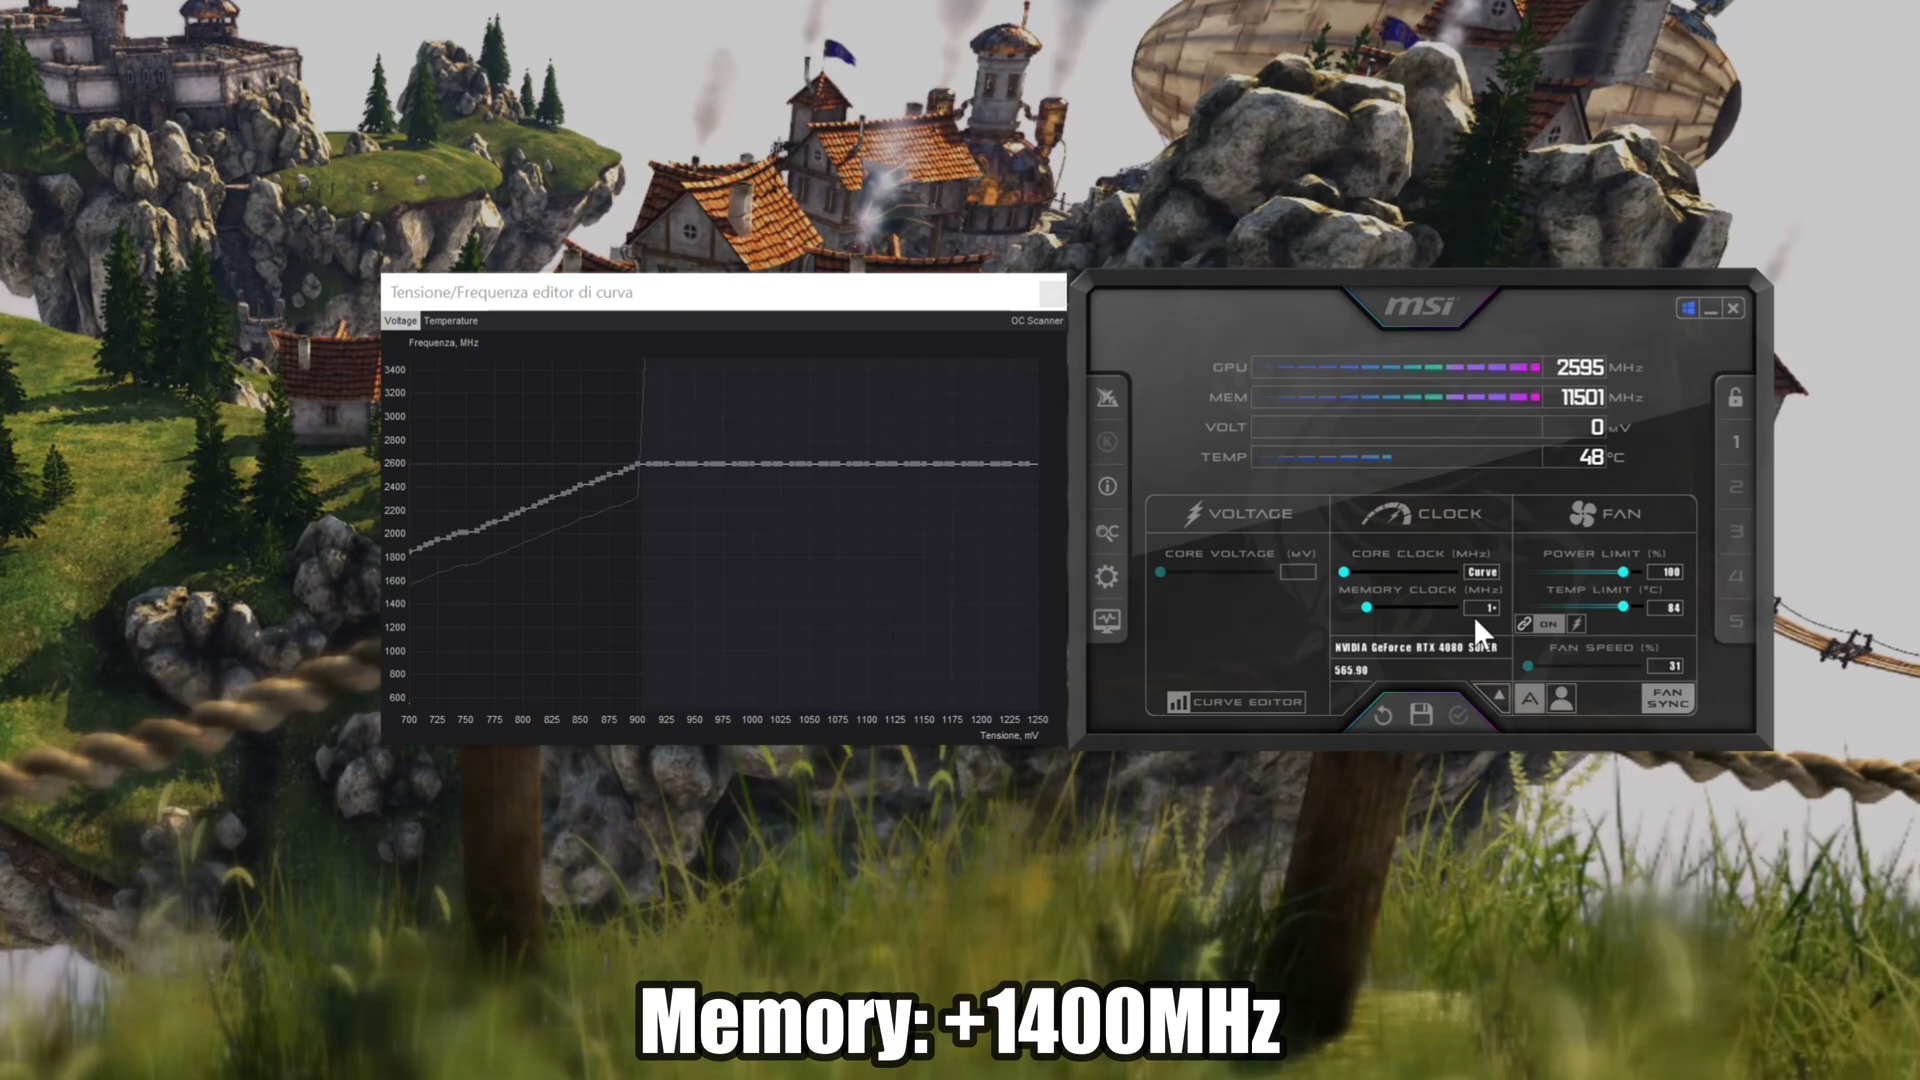 Tensione/Frequenza editor di curva
Voltage Temperature OC Scanner
Frequenza, MHz
3400
3200
3000
2800
2600
2400
2200
2000
1800
1600
1400
1200
1000
800
600
700 725 750 775 800 825 850 875 900 925 950 975 1000 1025 1050 1075 1100 1125 1150 1175 1200 1225 1250
Tensione, mV
msi
GPU 2595 MHz
MEM 11501 MHz
VOLT 0 MV
TEMP 48 °C
K
1
2
3
4
5
VOLTAGE
CORE VOLTAGE (MV)
CURVE EDITOR
CLOCK
CORE CLOCK (MHz)
Curve
MEMORY CLOCK (MHz)
1+
NVIDIA GeForce RTX 4080
565.90
FAN
POWER LIMIT (%)
100
TEMP LIMIT (°C)
84
ON
FAN SPEED (%)
31
A
FAN SYNC
Memory: +1400MHz